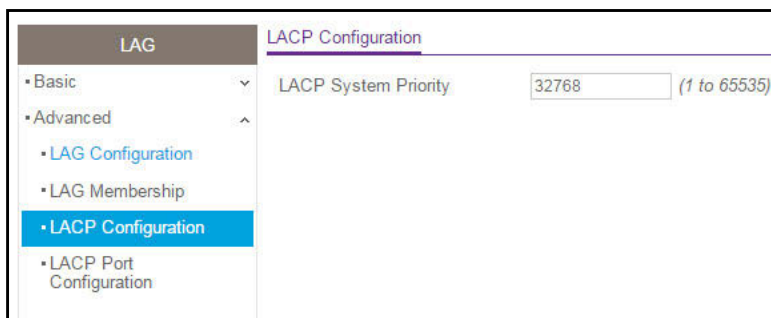 LAG
Basic
Advanced
LAG Configuration
LAG Membership
LACP Configuration
LACP Port
Configuration
LACP Configuration
LACP System Priority 32768 (1 to 65535)